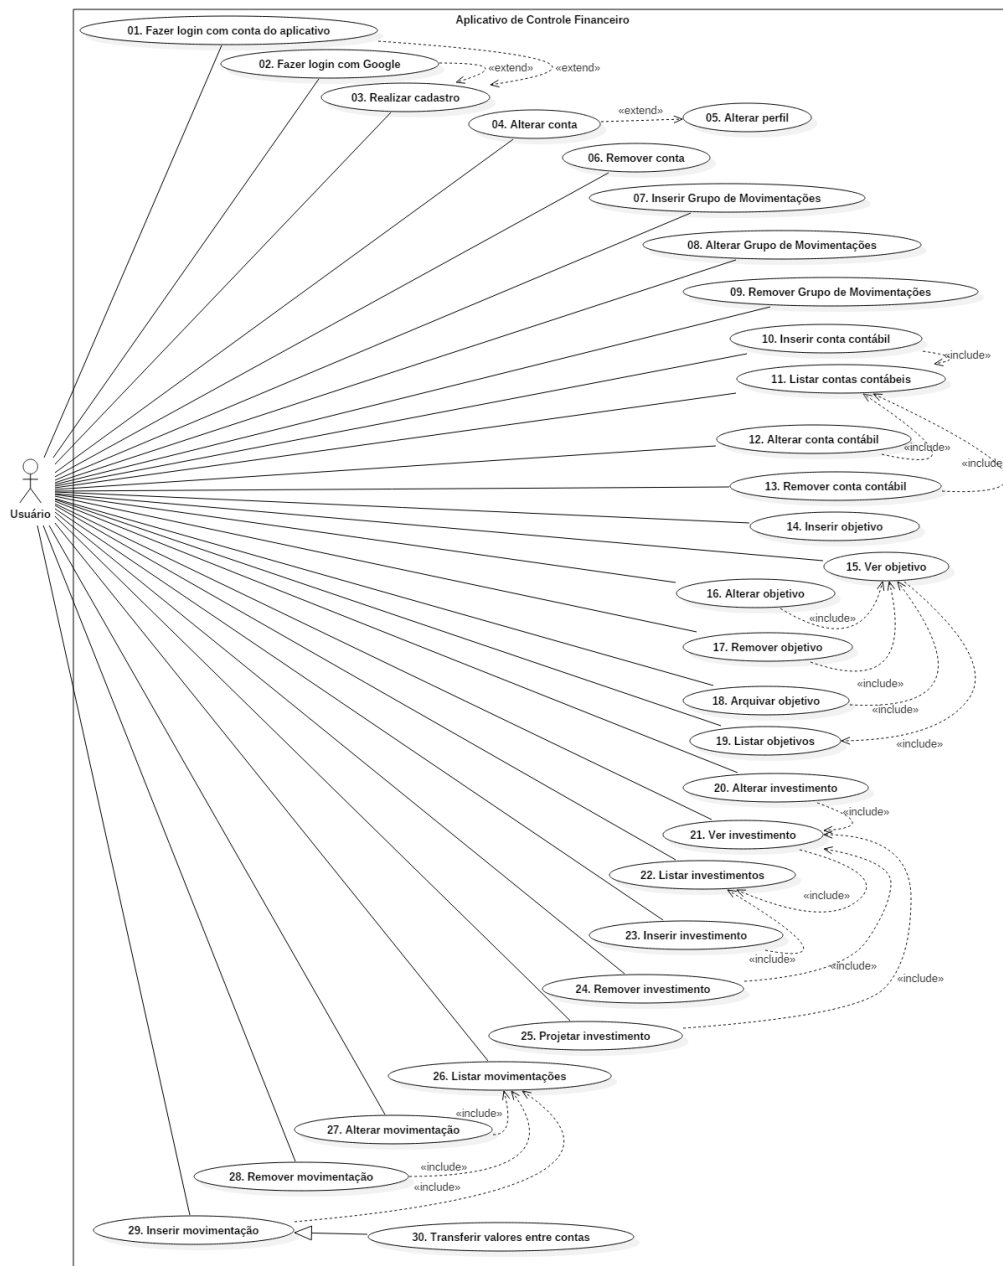 Aplicativo de Controle Financeiro
01. Fazer login com conta do aplicativo
02. Fazer login com Google
«extend»
«extend»
03. Realizar cadastro
04. Alterar conta
«extend»
05. Alterar perfil
06. Remover conta
07. Inserir Grupo de Movimentações
08. Alterar Grupo de Movimentações
09. Remover Grupo de Movimentações
10. Inserir conta contábil
«include»
11. Listar contas contábeis
12. Alterar conta contábil
«include»
«include»
13. Remover conta contábil
Usuário
14. Inserir objetivo
15. Ver objetivo
16. Alterar objetivo
«include»
17. Remover objetivo
«include»
18. Arquivar objetivo
«include»
19. Listar objetivos
«include»
20. Alterar investimento
«include»
21. Ver investimento
22. Listar investimentos
«include»
23. Inserir investimento
«include»
«include»
24. Remover investimento
«include»
25. Projetar investimento
26. Listar movimentações
«include»
27. Alterar movimentação
«include»
28. Remover movimentação
«include»
29. Inserir movimentação
30. Transferir valores entre contas